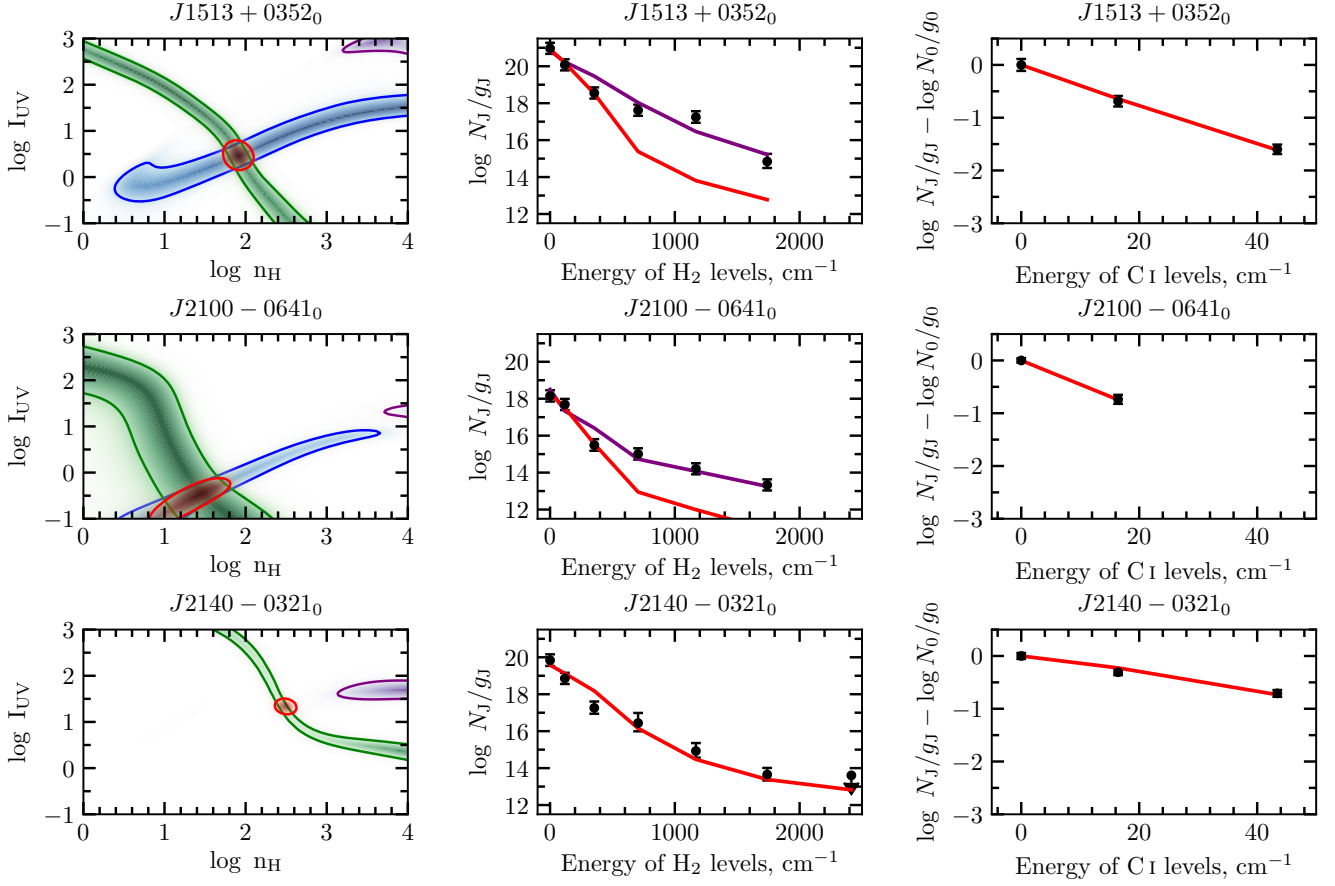 J1513 + 0352₀
J1513 + 0352₀
J1513 + 0352₀
3
2
1
0
−1
log I_UV
0 1 2 3 4
log n_H
20
18
16
14
12
log N_J/g_J
0 1000 2000
Energy of H₂ levels, cm⁻¹
0
−1
−2
−3
log N_J/g_J − log N₀/g₀
0 20 40
Energy of C I levels, cm⁻¹
J2100 − 0641₀
J2100 − 0641₀
J2100 − 0641₀
3
2
1
0
−1
log I_UV
0 1 2 3 4
log n_H
20
18
16
14
12
log N_J/g_J
0 1000 2000
Energy of H₂ levels, cm⁻¹
0
−1
−2
−3
log N_J/g_J − log N₀/g₀
0 20 40
Energy of C I levels, cm⁻¹
J2140 − 0321₀
J2140 − 0321₀
J2140 − 0321₀
3
2
1
0
−1
log I_UV
0 1 2 3 4
log n_H
20
18
16
14
12
log N_J/g_J
0 1000 2000
Energy of H₂ levels, cm⁻¹
0
−1
−2
−3
log N_J/g_J − log N₀/g₀
0 20 40
Energy of C I levels, cm⁻¹